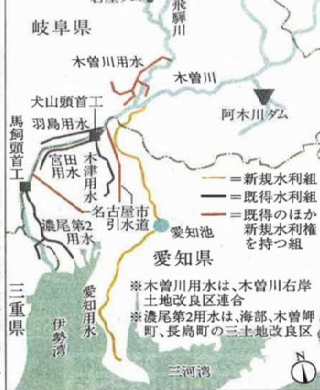 飛騨川
岐阜県
木曽川用水
木曽川
犬山頭首工
羽島用水
阿木川ダム
馬飼頭首工
宮田用水
木津用水
=新規水利組
=既得水利組
=既得のほか
新規水利権
を持つ組
名古屋市
引水道
濃尾第2
用水
愛知池
愛知県
※木曽川用水は、木曽川右岸
土地改良区連合
※濃尾第2用水は、海部、木曽岬
町、長島町の三土地改良区
愛知用水
三重県
伊勢湾
三河湾
N